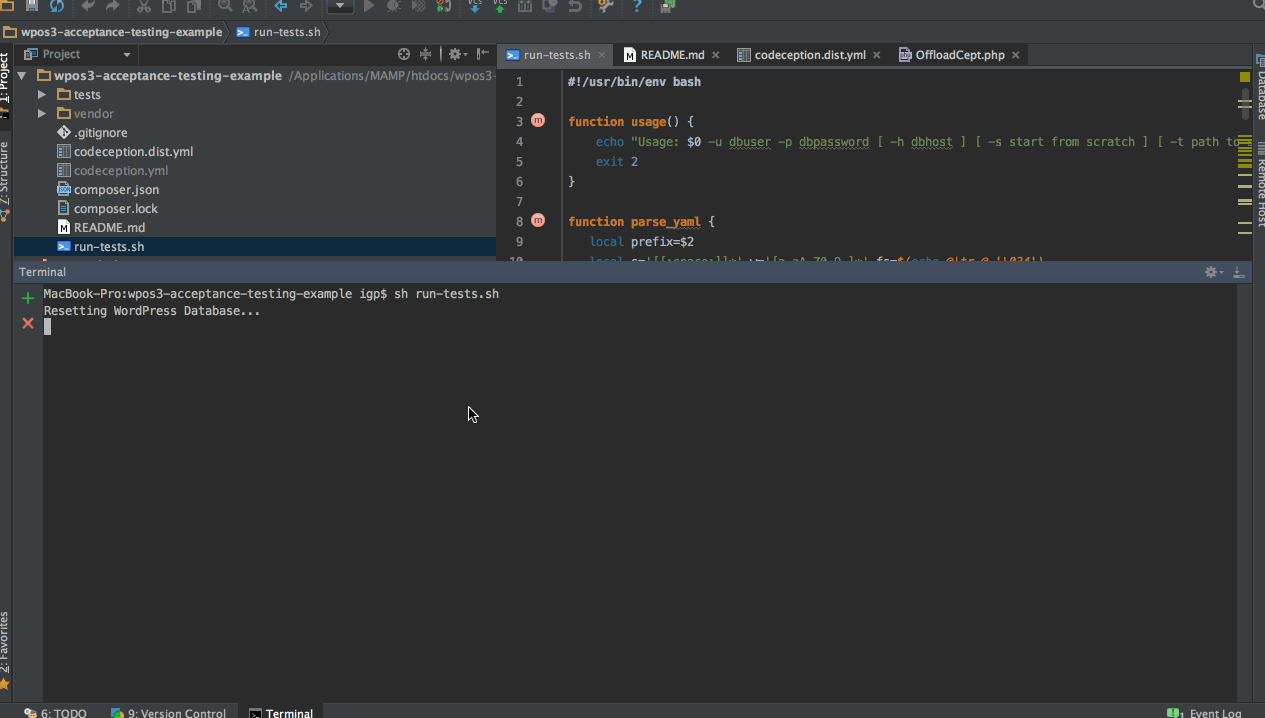 wpos3-acceptance-testing-example run-tests.sh
Project
run-tests.sh README.md codeception.dist.yml OffloadCept.php
wpos3-acceptance-testing-example /Applications/MAMP/htdocs/wpos3-
tests
vendor
.gitignore
codeception.dist.yml
codeception.yml
composer.json
composer.lock
README.md
run-tests.sh
1 #!/usr/bin/env bash
2
3 function usage() {
4 echo "Usage: $0 -u dbuser -p dbpassword [ -h dbhost ] [ -s start from scratch ] [ -t path to
5 exit 2
6 }
7
8 function parse_yaml {
9 local prefix=$2
1: Project
Z: Structure
2: Favorites
Database
Remote Host
Terminal
MacBook-Pro:wpos3-acceptance-testing-example igp$ sh run-tests.sh
Resetting WordPress Database...
6: TODO 9: Version Control Terminal 1 Event Log